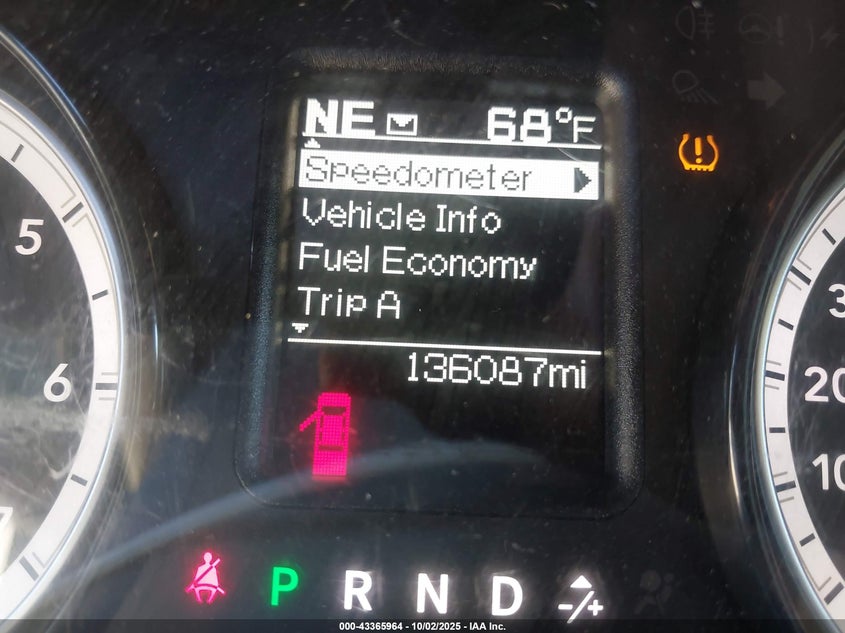 NE 68°F
Speedometer
Vehicle Info
5
Fuel Economy
Trip A
3
136087mi
6
20
10
7
P R N D -/+
000-43365964 - 10/02/2025 - IAA Inc.